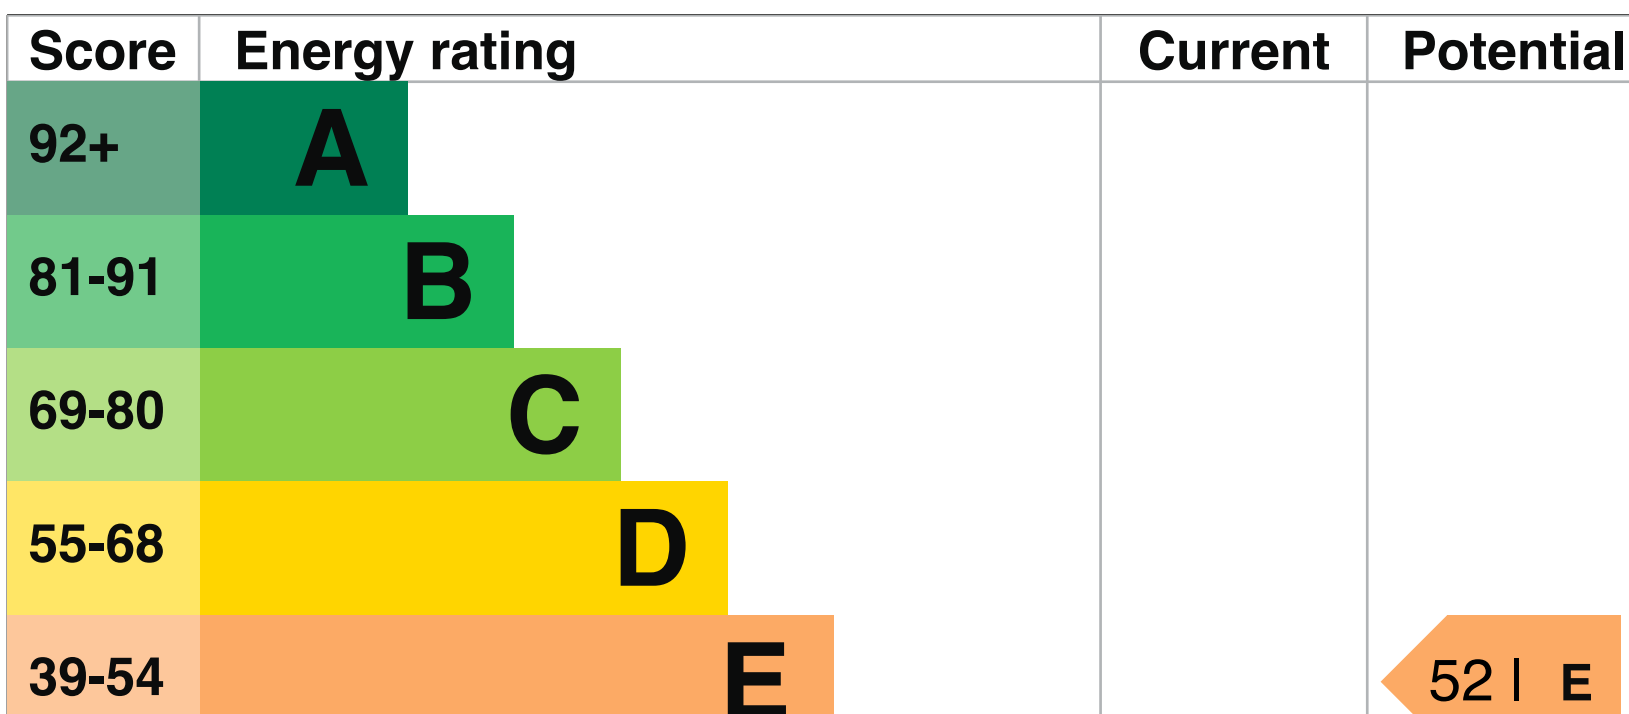 Score Energy rating Current Potential
92+ A
81-91 B
69-80 C
55-68 D
39-54 E 52 | E